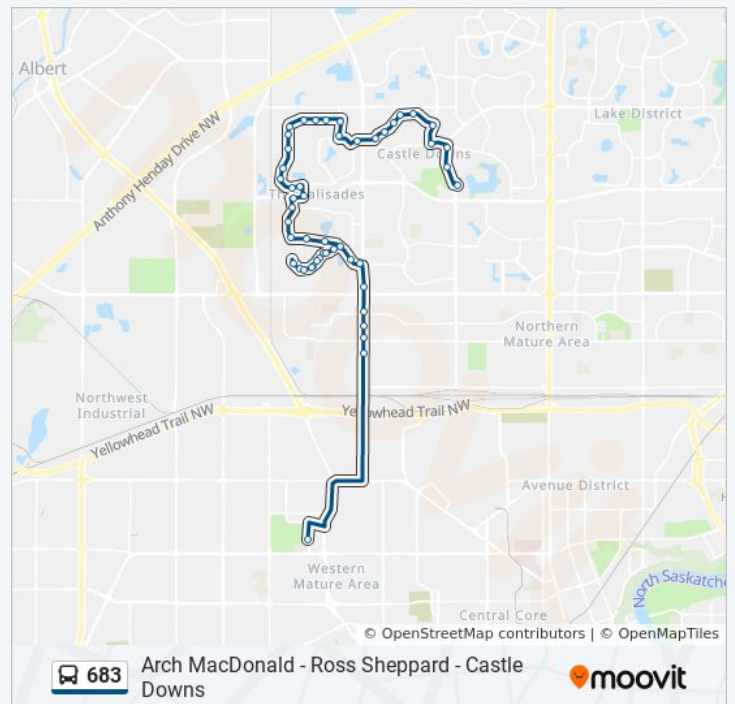 Albert
Anthony Henday Drive NW
Lake District
Castle Downs
The Palisades
Northern
Mature Area
Northwest
Industrial
Yellowhead Trail NW
Yellowhead Trail NW
Avenue District
Western
Mature Area
North Saskatche
Central Core
© OpenStreetMap contributors | © OpenMapTiles
683
Arch MacDonald - Ross Sheppard - Castle
Downs
moovit